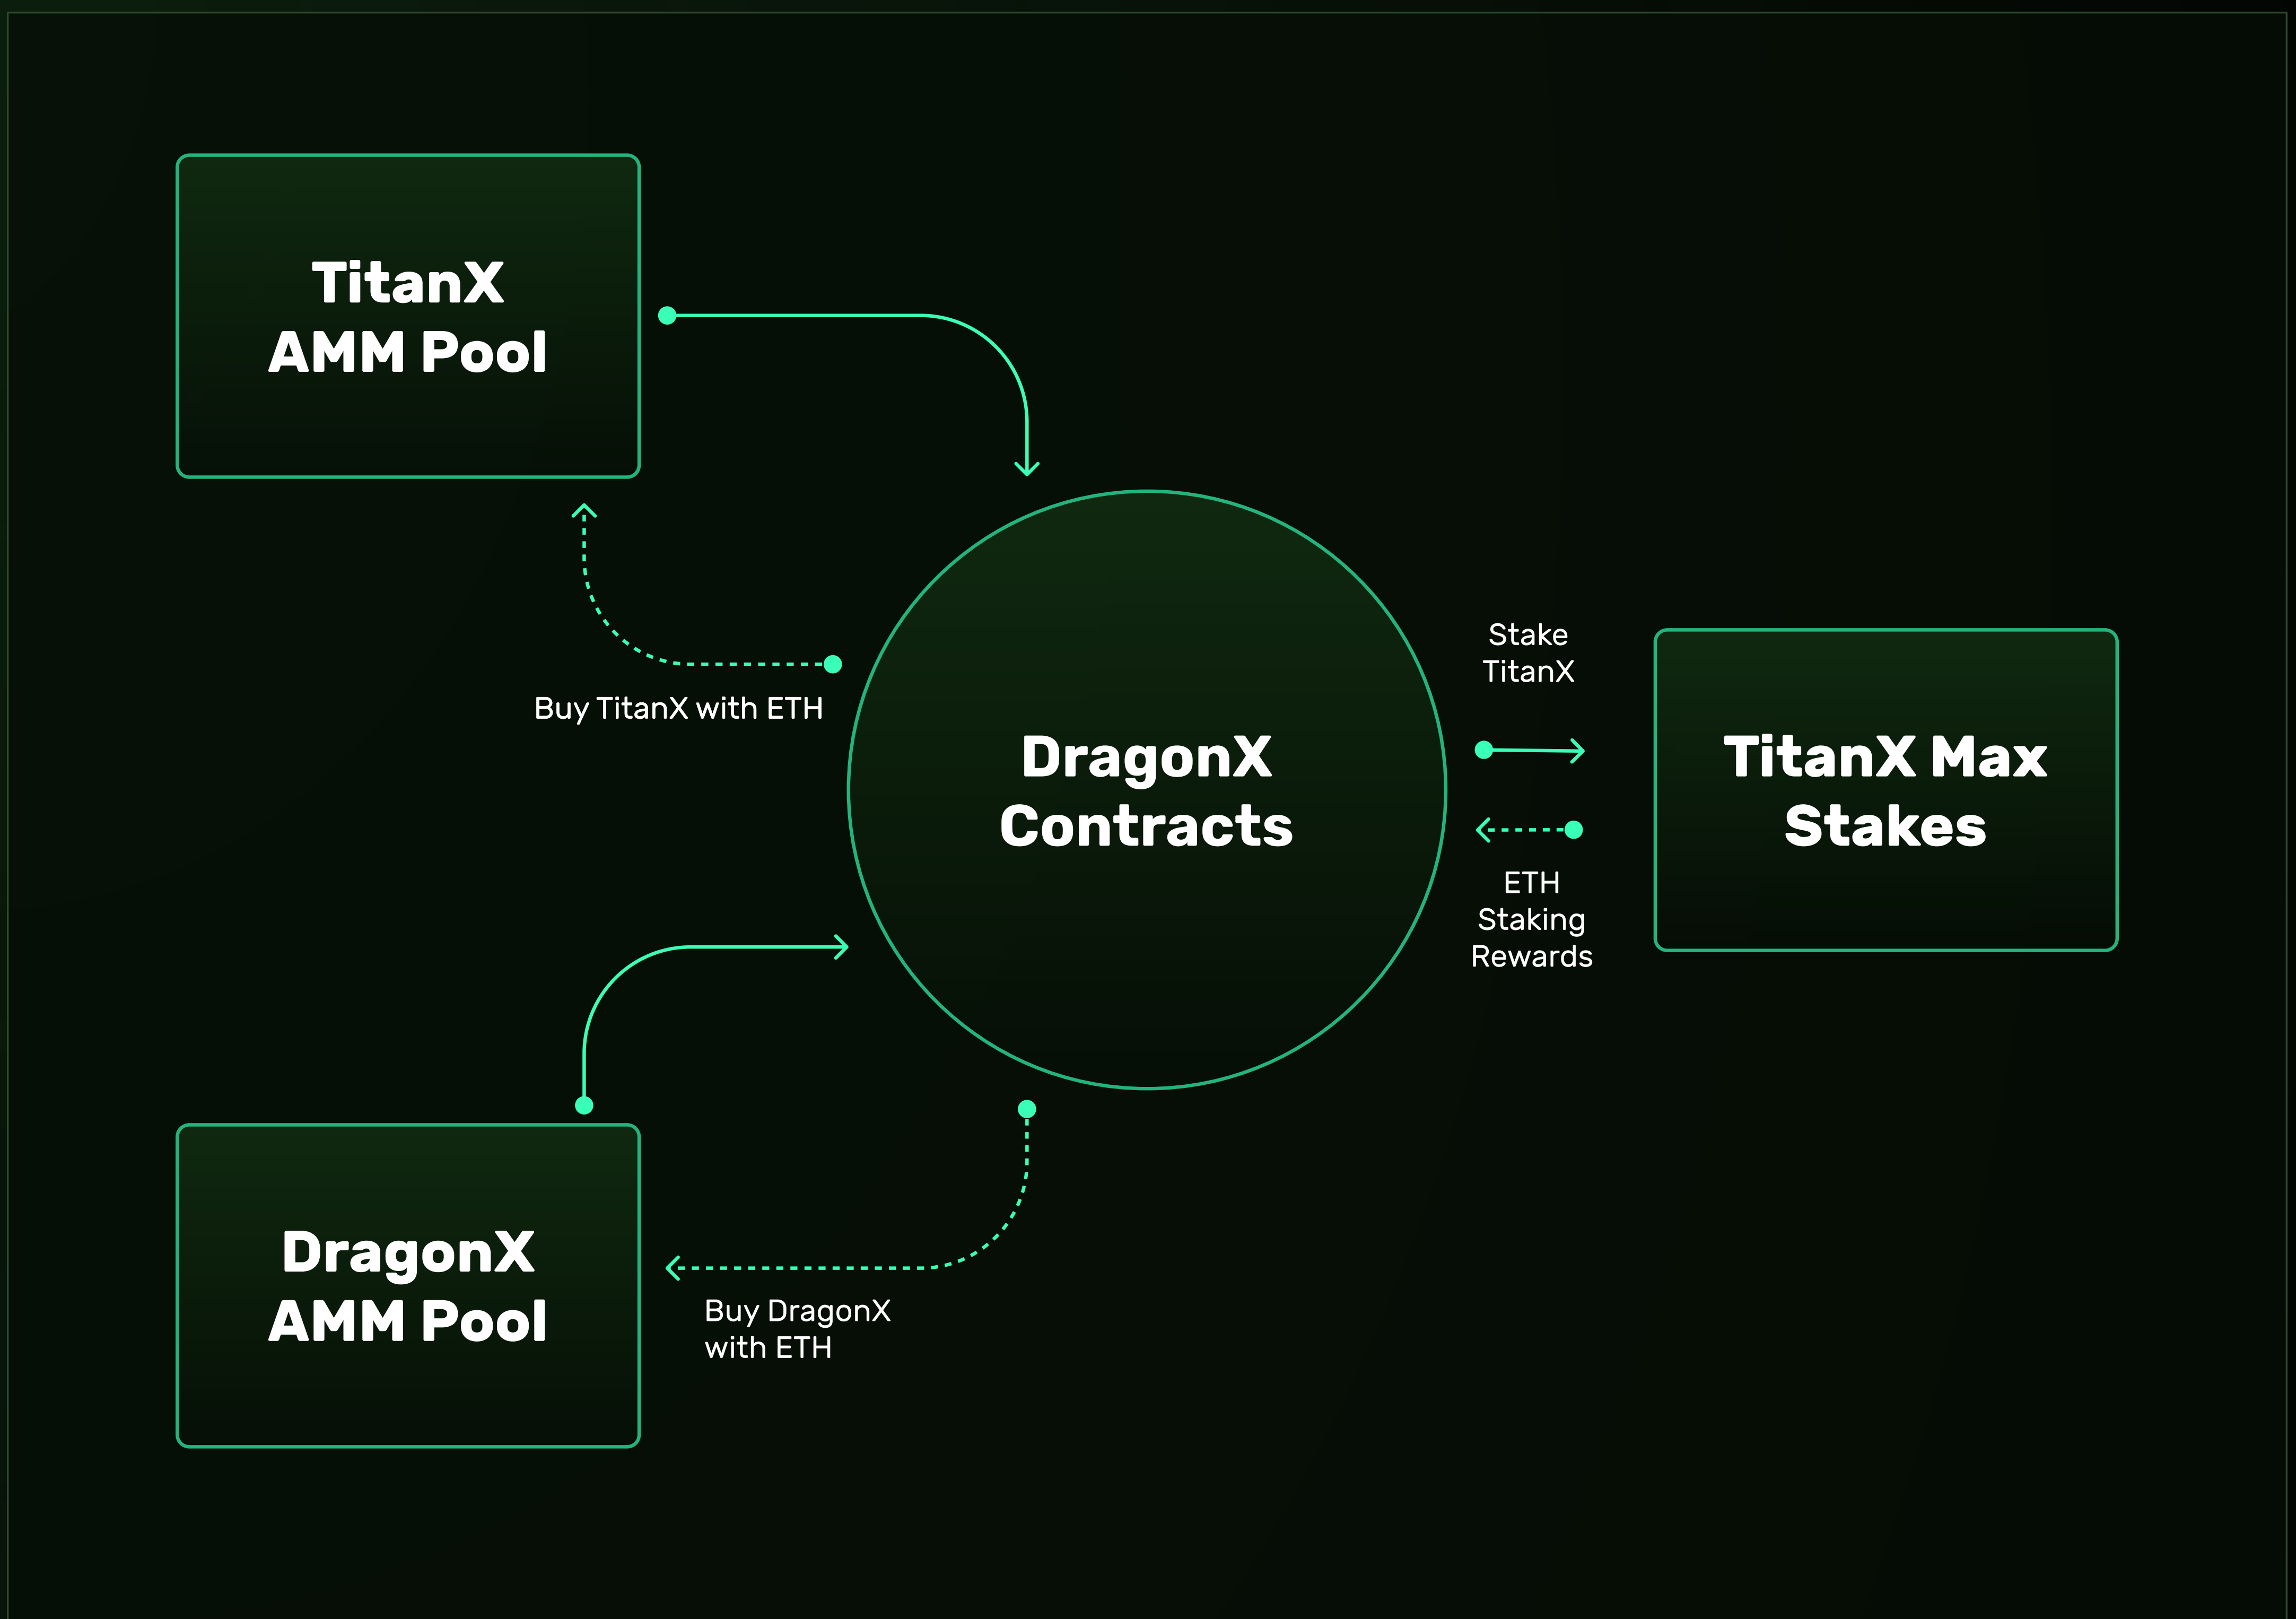 TitanX
AMM Pool
Buy TitanX with ETH
DragonX
Contracts
Stake
TitanX
ETH
Staking
Rewards
TitanX Max
Stakes
DragonX
AMM Pool
Buy DragonX
with ETH